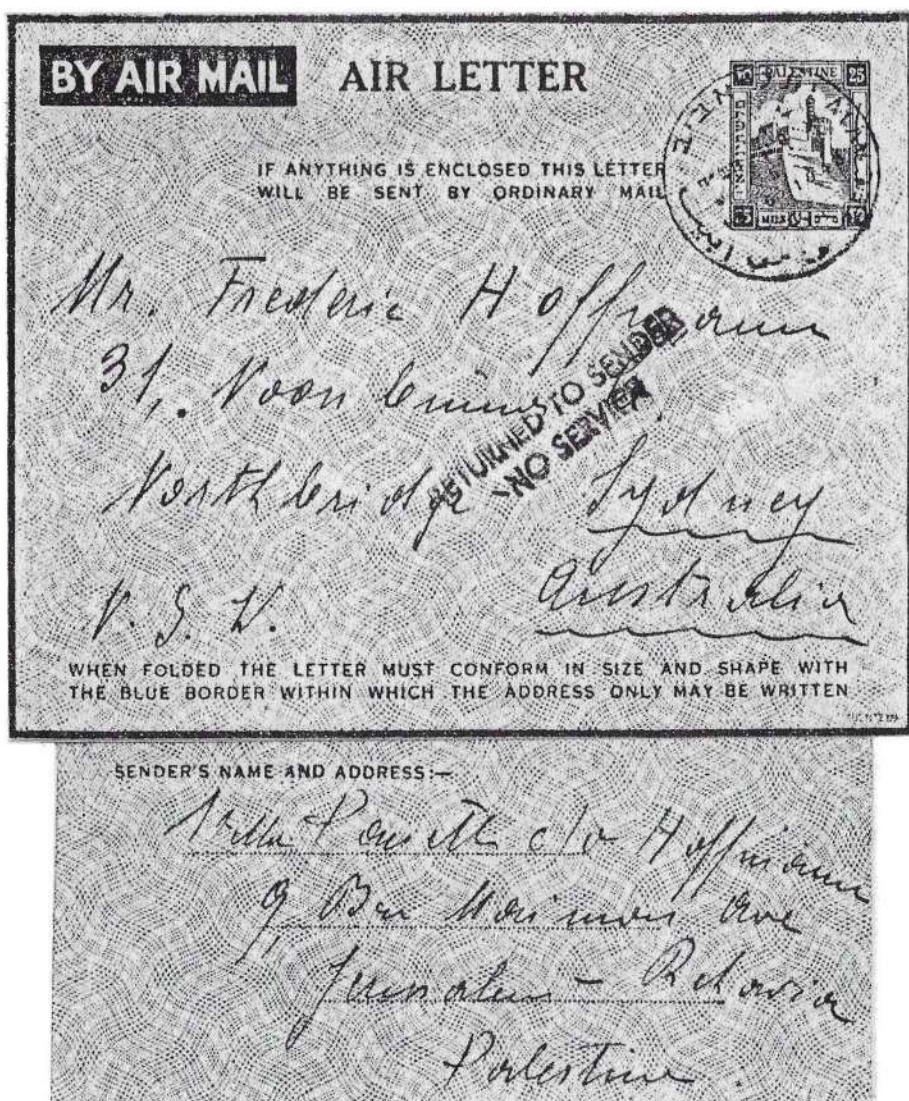 BY AIR MAIL AIR LETTER
PALESTINE 25
MILS
IF ANYTHING IS ENCLOSED THIS LETTER
WILL BE SENT BY ORDINARY MAIL
Mr. Frederic Hoffmann
31,
RETURNED TO SENDER
NO SERVICE
Northbridge Sydney
N. S. W. Australia
WHEN FOLDED THE LETTER MUST CONFORM IN SIZE AND SHAPE WITH
THE BLUE BORDER WITHIN WHICH THE ADDRESS ONLY MAY BE WRITTEN
SENDER'S NAME AND ADDRESS:—
c/o Hoffmann
9 Ben Maimon Ave
Jerusalem - Rehavia
Palestine